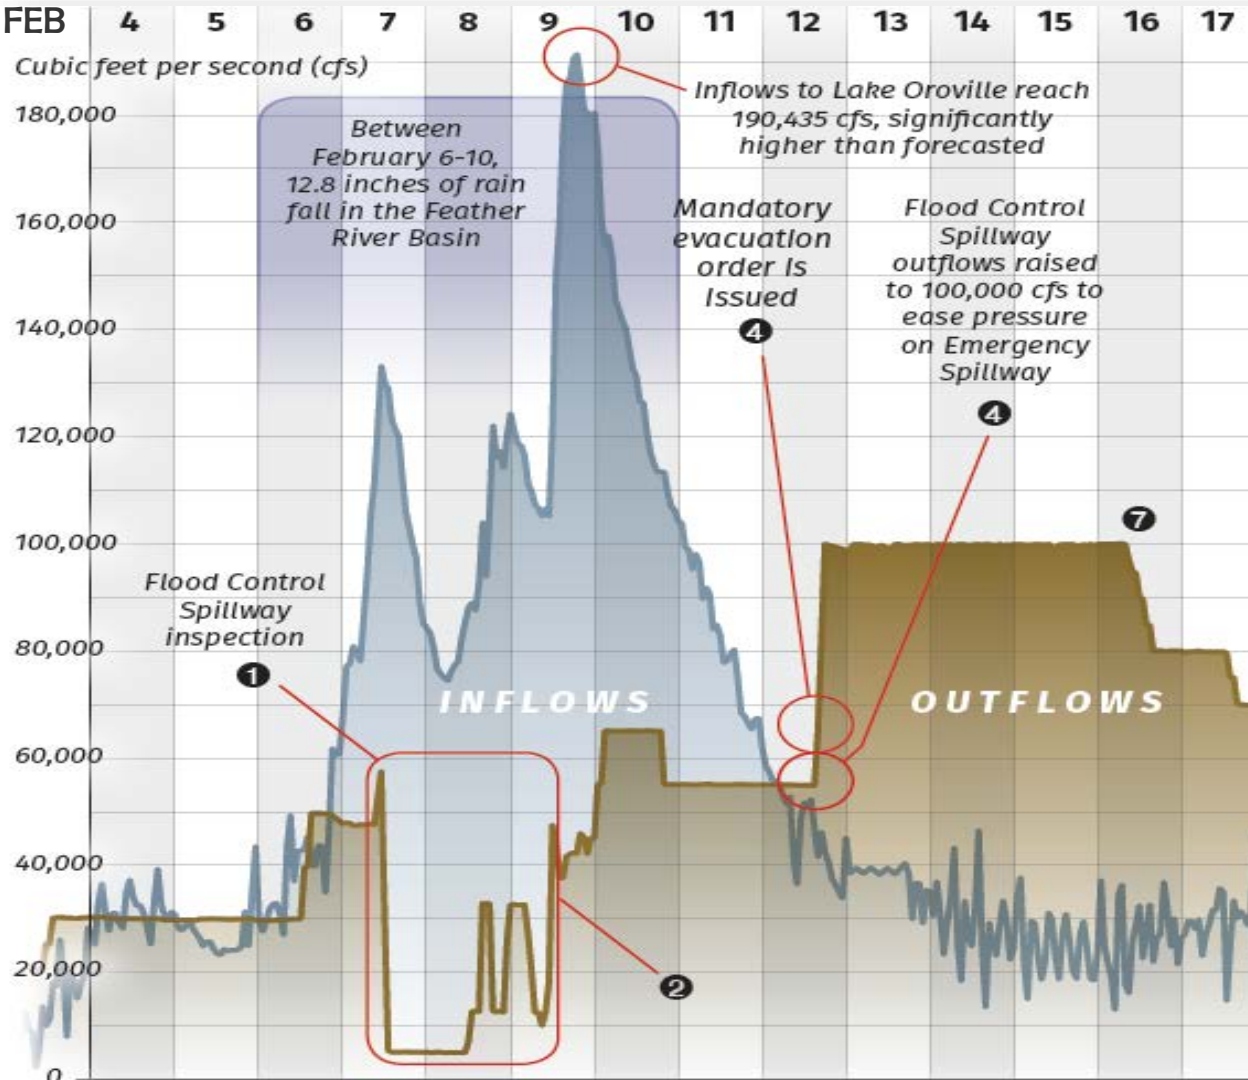 FEB 4 5 6 7 8 9 10 11 12 13 14 15 16 17
Cubic feet per second (cfs)
180,000
160,000
140,000
120,000
100,000
80,000
60,000
40,000
20,000
0
Between
February 6-10,
12.8 inches of rain
fall in the Feather
River Basin
Inflows to Lake Oroville reach
190,435 cfs, significantly
higher than forecasted
Mandatory
evacuation
order Is
Issued
4
Flood Control
Spillway
outflows raised
to 100,000 cfs to
ease pressure
on Emergency
Spillway
4
7
Flood Control
Spillway
inspection
1
INFLOWS
OUTFLOWS
2